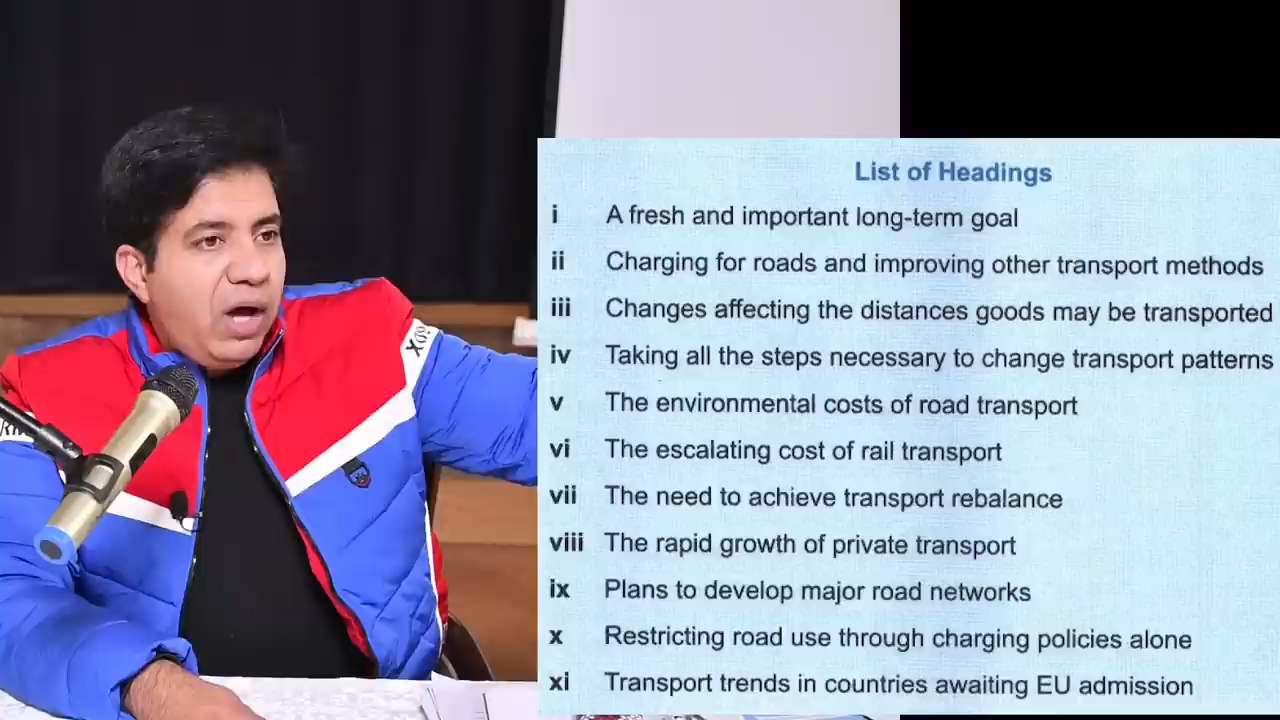 List of Headings
i A fresh and important long-term goal
ii Charging for roads and improving other transport methods
iii Changes affecting the distances goods may be transported
iv Taking all the steps necessary to change transport patterns
v The environmental costs of road transport
vi The escalating cost of rail transport
vii The need to achieve transport rebalance
viii The rapid growth of private transport
ix Plans to develop major road networks
x Restricting road use through charging policies alone
xi Transport trends in countries awaiting EU admission